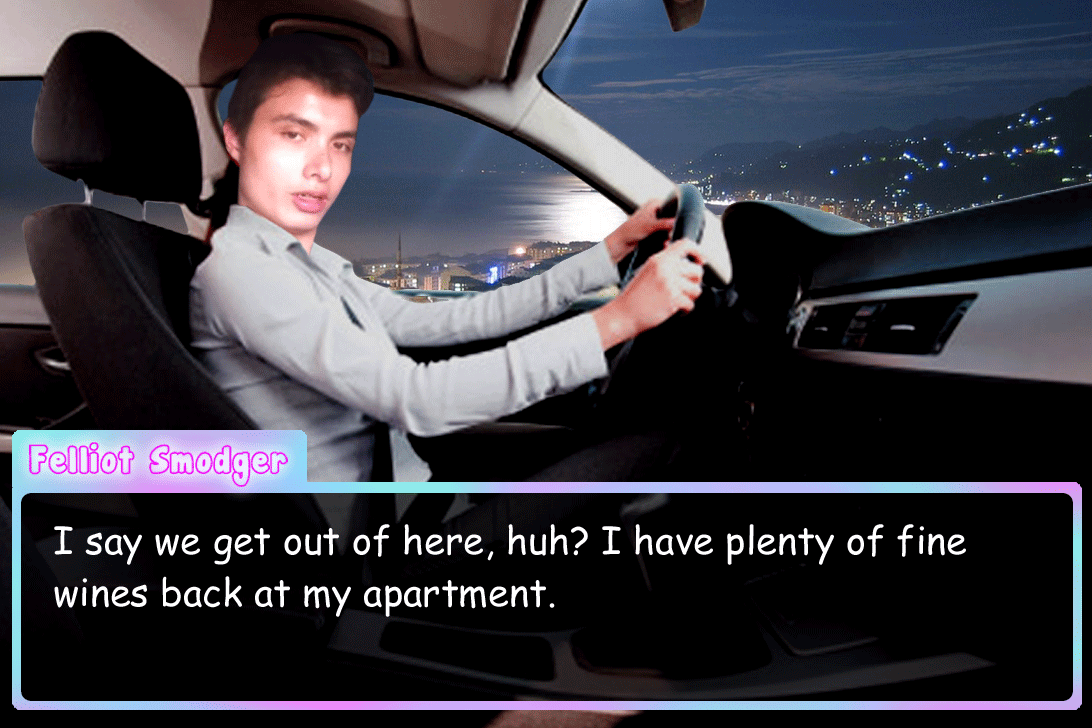 Felliot Smodger
I say we get out of here, huh? I have plenty of fine
wines back at my apartment.